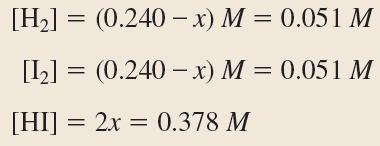 [H₂] = (0.240 – x) M = 0.051 M
[I₂] = (0.240 – x) M = 0.051 M
[HI] = 2x = 0.378 M